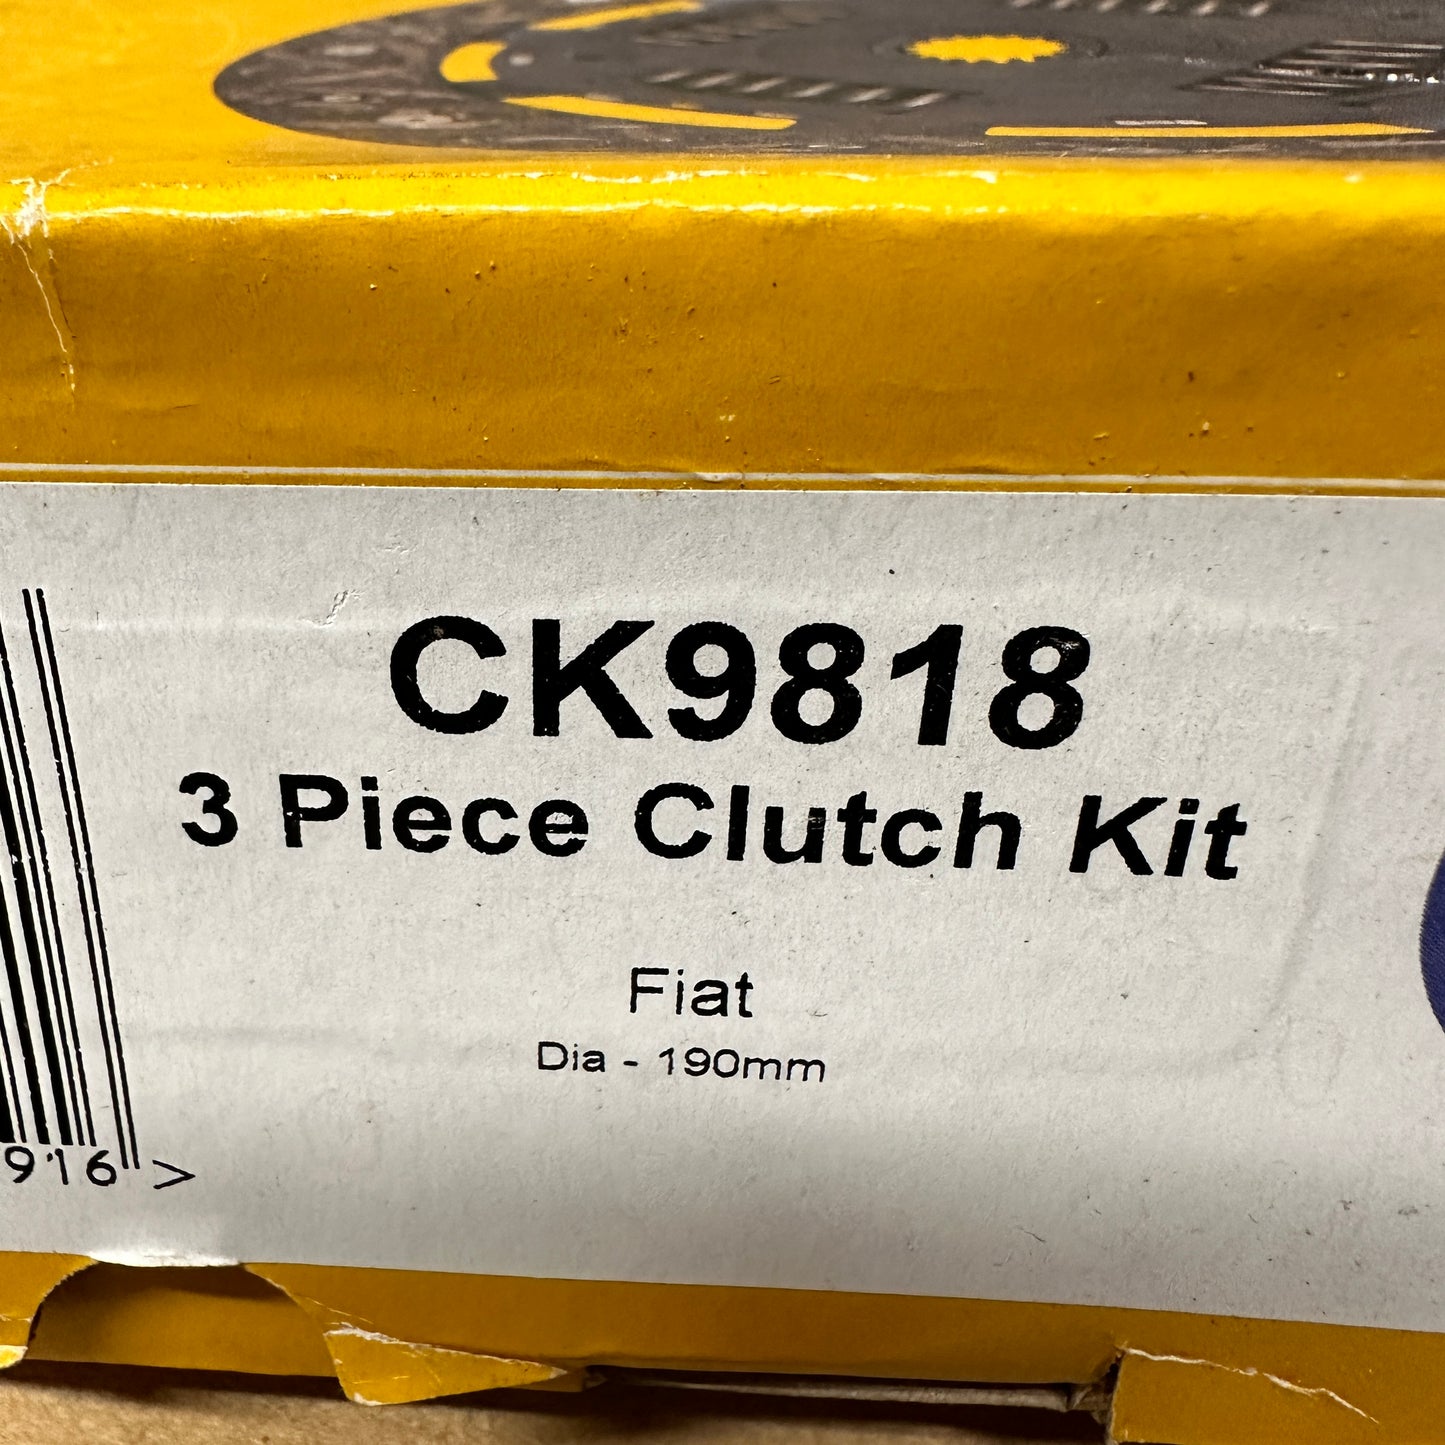 CK9818
3 Piece Clutch Kit
Fiat
Dia - 190mm
916 >